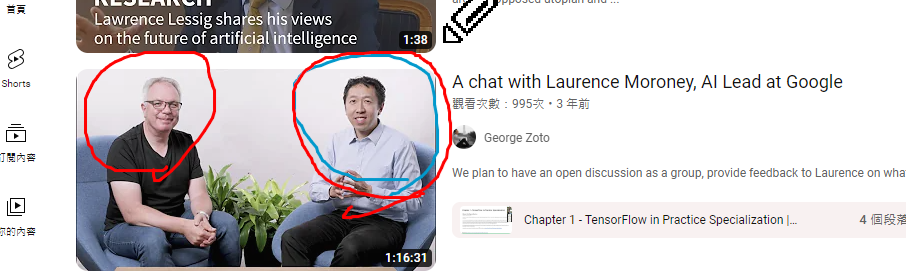 首頁
Shorts
訂閱內容
你的內容
RESEARCH
Lawrence Lessig shares his views
on the future of artificial intelligence
1:38
1:16:31
opposed utopian and ...
A chat with Laurence Moroney, AI Lead at Google
觀看次數：995次 • 3 年前
George Zoto
We plan to have an open discussion as a group, provide feedback to Laurence on what
Chapter 1 - TensorFlow in Practice Specialization |...
4 個段落